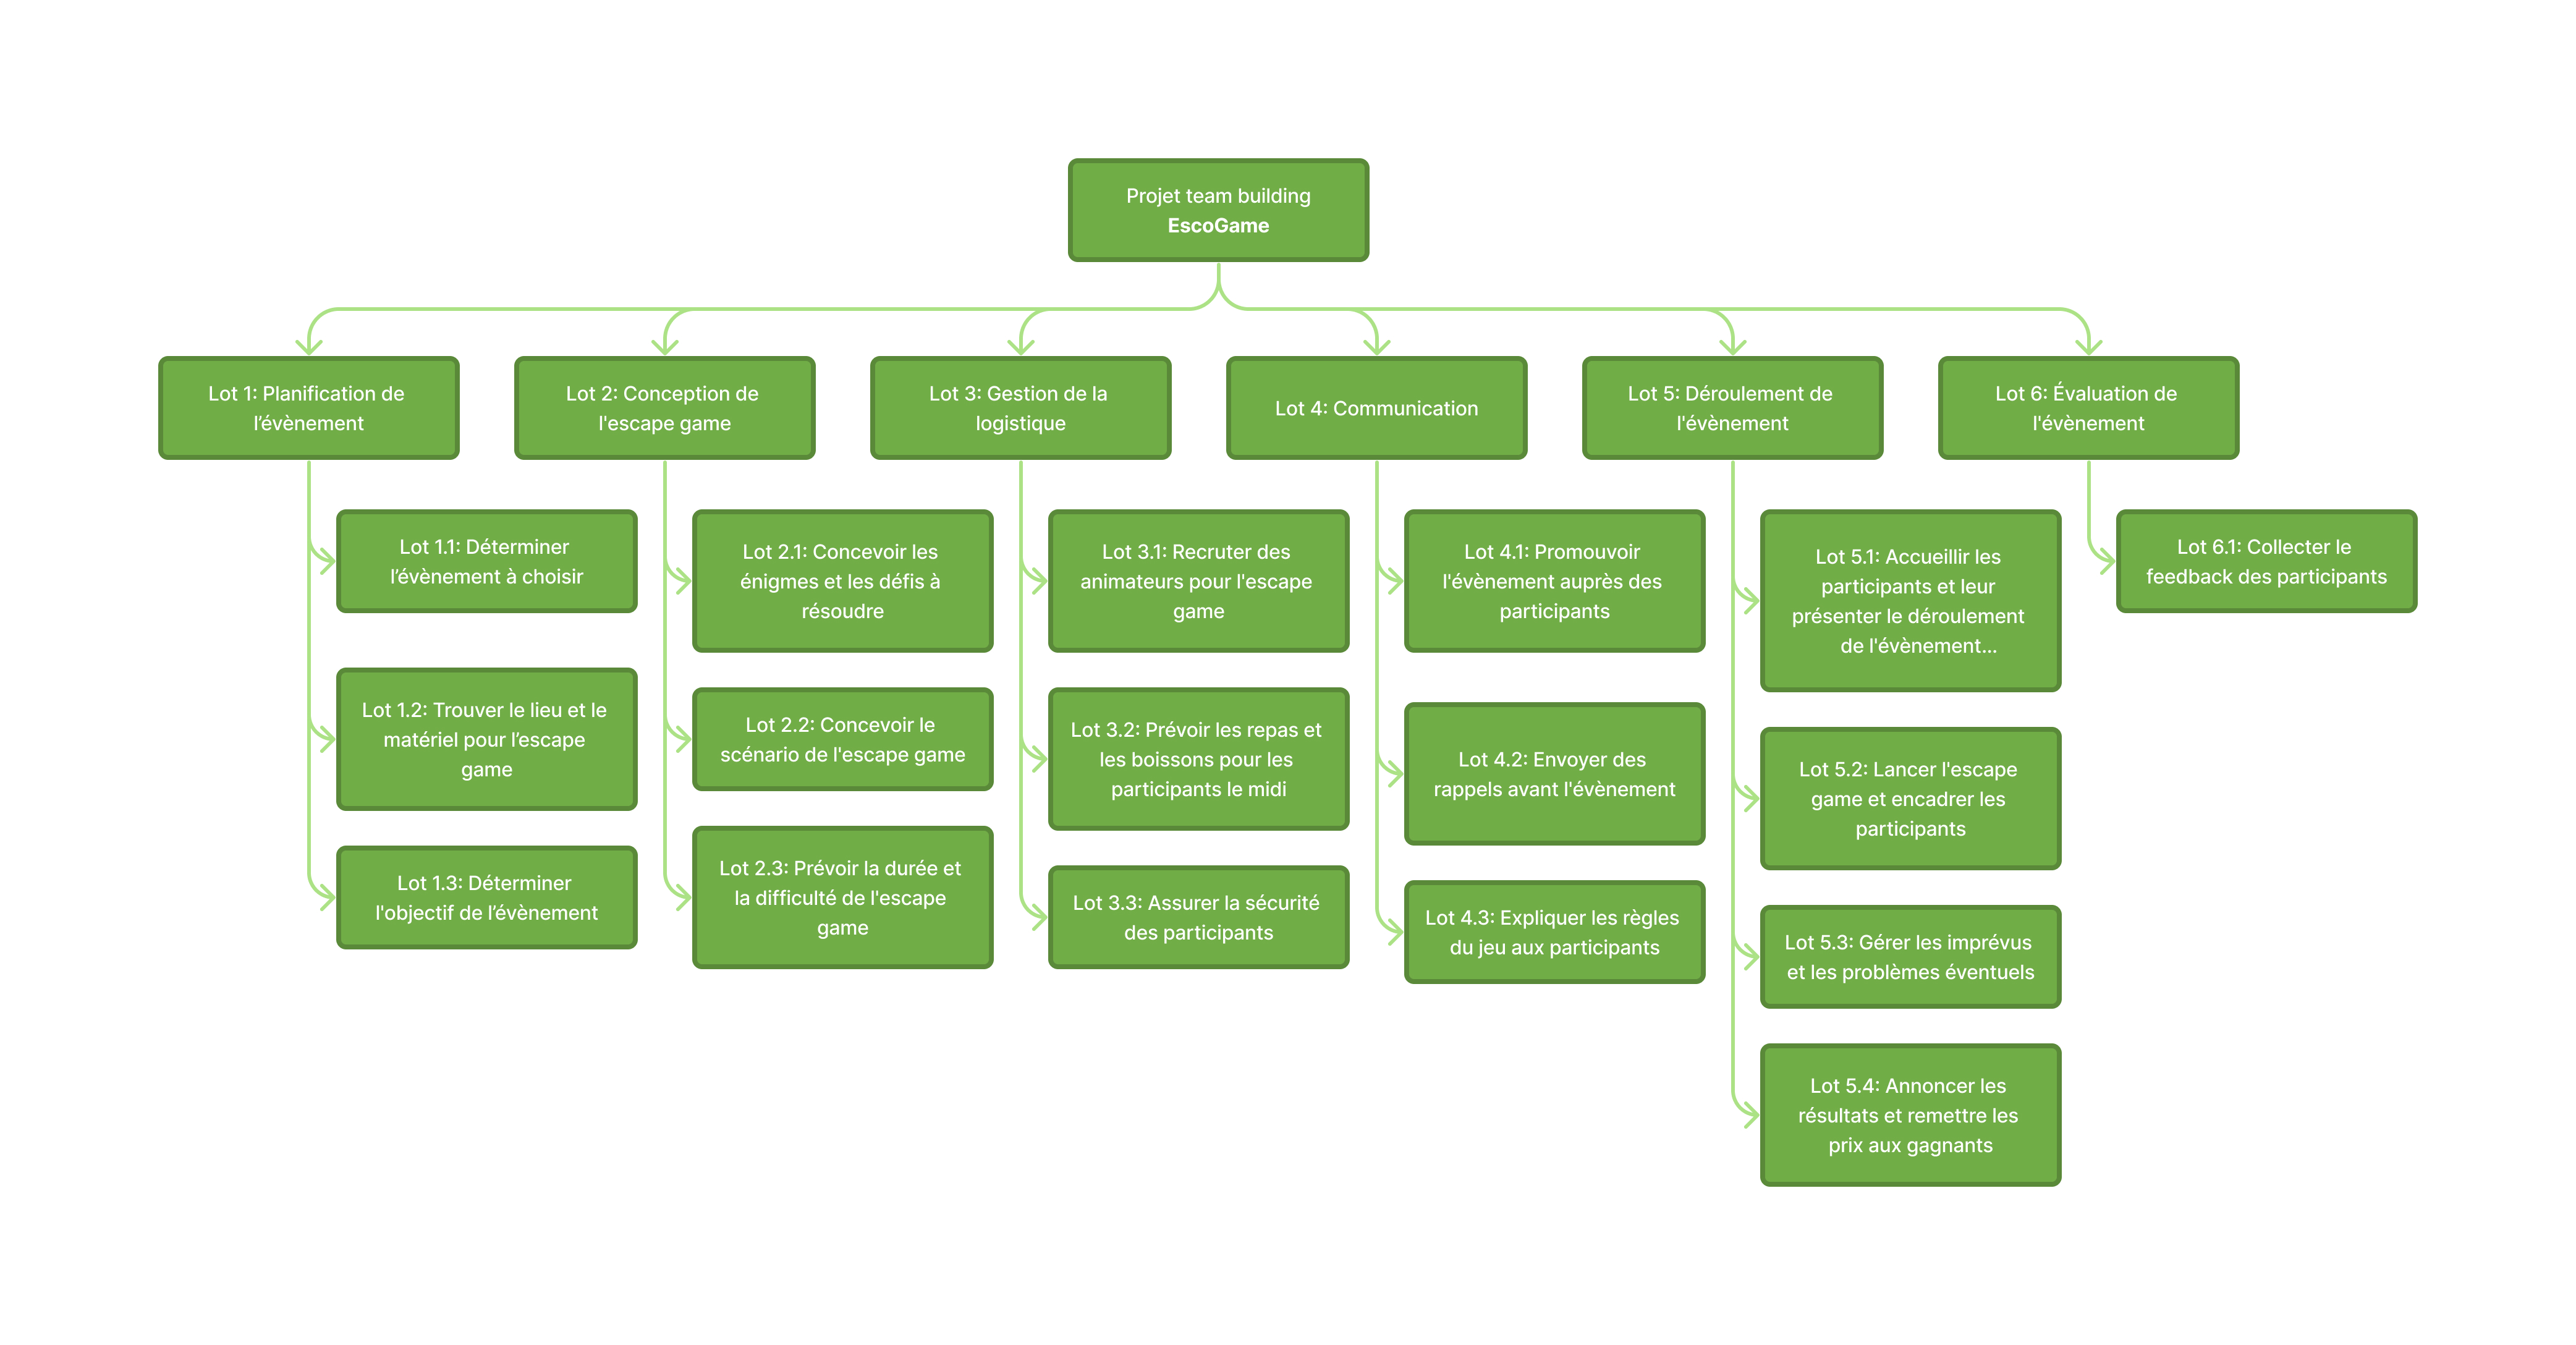 Projet team building
EscoGame
Lot 1: Planification de
l’évènement
Lot 2: Conception de
l'escape game
Lot 3: Gestion de la
logistique
Lot 4: Communication
Lot 5: Déroulement de
l'évènement
Lot 6: Évaluation de
l'évènement
Lot 1.1: Déterminer
l’évènement à choisir
Lot 1.2: Trouver le lieu et le
matériel pour l’escape
game
Lot 1.3: Déterminer
l'objectif de l’évènement
Lot 2.1: Concevoir les
énigmes et les défis à
résoudre
Lot 2.2: Concevoir le
scénario de l'escape game
Lot 2.3: Prévoir la durée et
la difficulté de l'escape
game
Lot 3.1: Recruter des
animateurs pour l'escape
game
Lot 3.2: Prévoir les repas et
les boissons pour les
participants le midi
Lot 3.3: Assurer la sécurité
des participants
Lot 4.1: Promouvoir
l'évènement auprès des
participants
Lot 4.2: Envoyer des
rappels avant l'évènement
Lot 4.3: Expliquer les règles
du jeu aux participants
Lot 5.1: Accueillir les
participants et leur
présenter le déroulement
de l'évènement...
Lot 5.2: Lancer l'escape
game et encadrer les
participants
Lot 5.3: Gérer les imprévus
et les problèmes éventuels
Lot 5.4: Annoncer les
résultats et remettre les
prix aux gagnants
Lot 6.1: Collecter le
feedback des participants